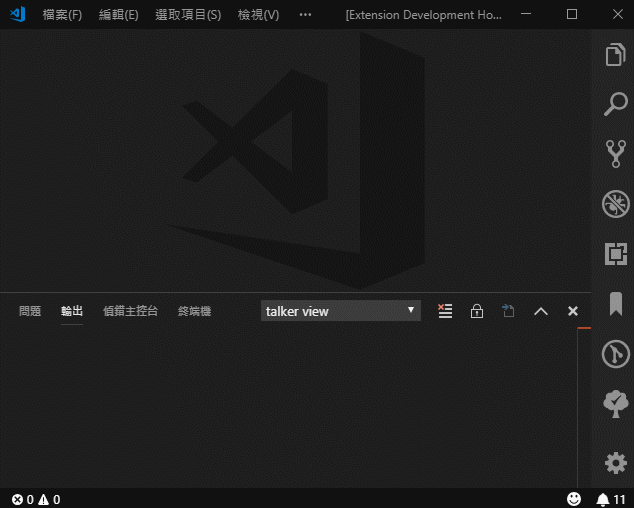 檔案(F) 編輯(E) 選取項目(S) 檢視(V) ··· [Extension Development Ho...
問題 輸出 偵錯主控台 終端機 talker view
0 0 11